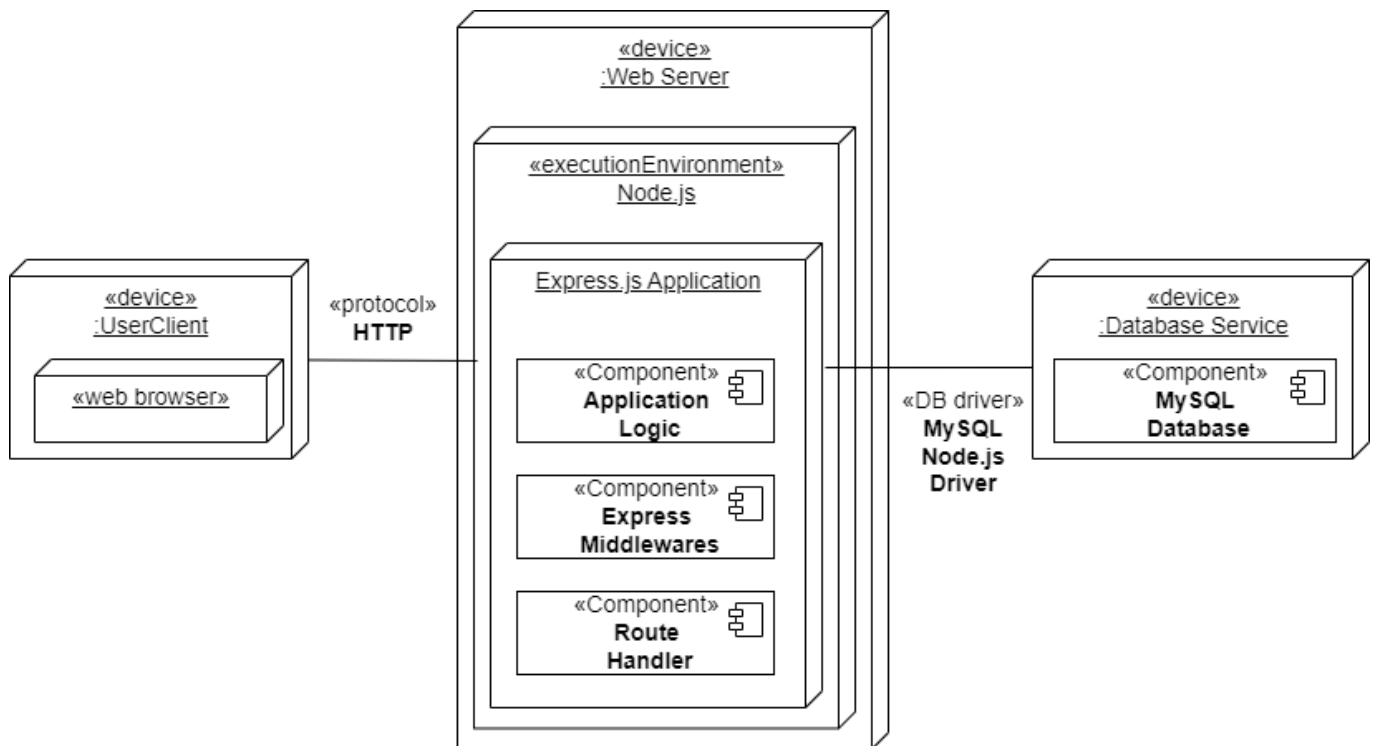 «device»
:Web Server
«executionEnvironment»
Node.js
Express.js Application
«Component»
Application
Logic
«Component»
Express
Middlewares
«Component»
Route
Handler
«device»
:UserClient
«web browser»
«protocol»
HTTP
«DB driver»
MySQL
Node.js
Driver
«device»
:Database Service
«Component»
MySQL
Database